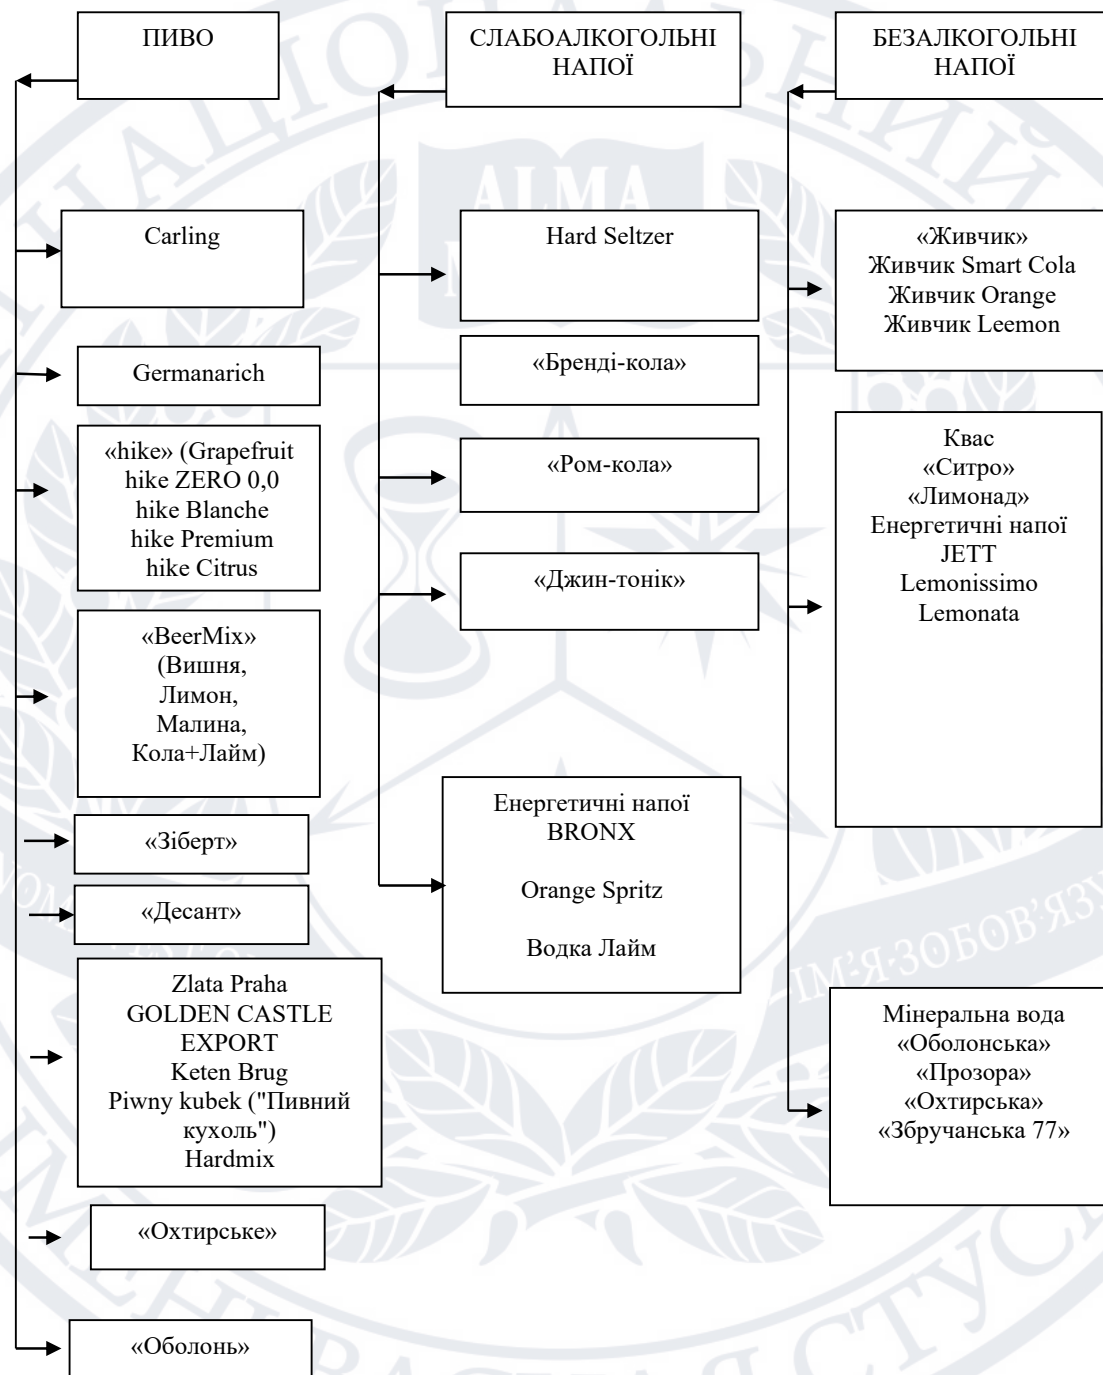 ПИВО
Carling
Germanarich
«hike» (Grapefruit
hike ZERO 0,0
hike Blanche
hike Premium
hike Citrus
«BeerMix»
(Вишня,
Лимон,
Малина,
Кола+Лайм)
«Зіберт»
«Десант»
Zlata Praha
GOLDEN CASTLE
EXPORT
Keten Brug
Piwny kubek ("Пивний
кухоль")
Hardmix
«Охтирське»
«Оболонь»
СЛАБОАЛКОГОЛЬНІ
НАПОЇ
Hard Seltzer
«Бренді-кола»
«Ром-кола»
«Джин-тонік»
Енергетичні напої
BRONX
Orange Spritz
Водка Лайм
БЕЗАЛКОГОЛЬНІ
НАПОЇ
«Живчик»
Живчик Smart Cola
Живчик Orange
Живчик Leemon
Квас
«Ситро»
«Лимонад»
Енергетичні напої
JETT
Lemonissimo
Lemonata
Мінеральна вода
«Оболонська»
«Прозора»
«Охтирська»
«Збручанська 77»
ALMA